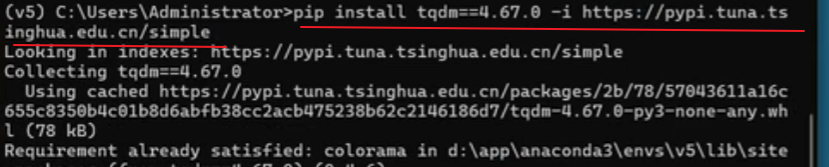 (v5) C:\Users\Administrator>pip install tqdm==4.67.0 -i https://pypi.tuna.ts
inghua.edu.cn/simple
Looking in indexes: https://pypi.tuna.tsinghua.edu.cn/simple
Collecting tqdm==4.67.0
  Using cached https://pypi.tuna.tsinghua.edu.cn/packages/2b/78/57043611a16c
655c8350b4c01b8d6abfb38cc2acb475238b62c2146186d7/tqdm-4.67.0-py3-none-any.wh
l (78 kB)
Requirement already satisfied: colorama in d:\app\anaconda3\envs\v5\lib\site